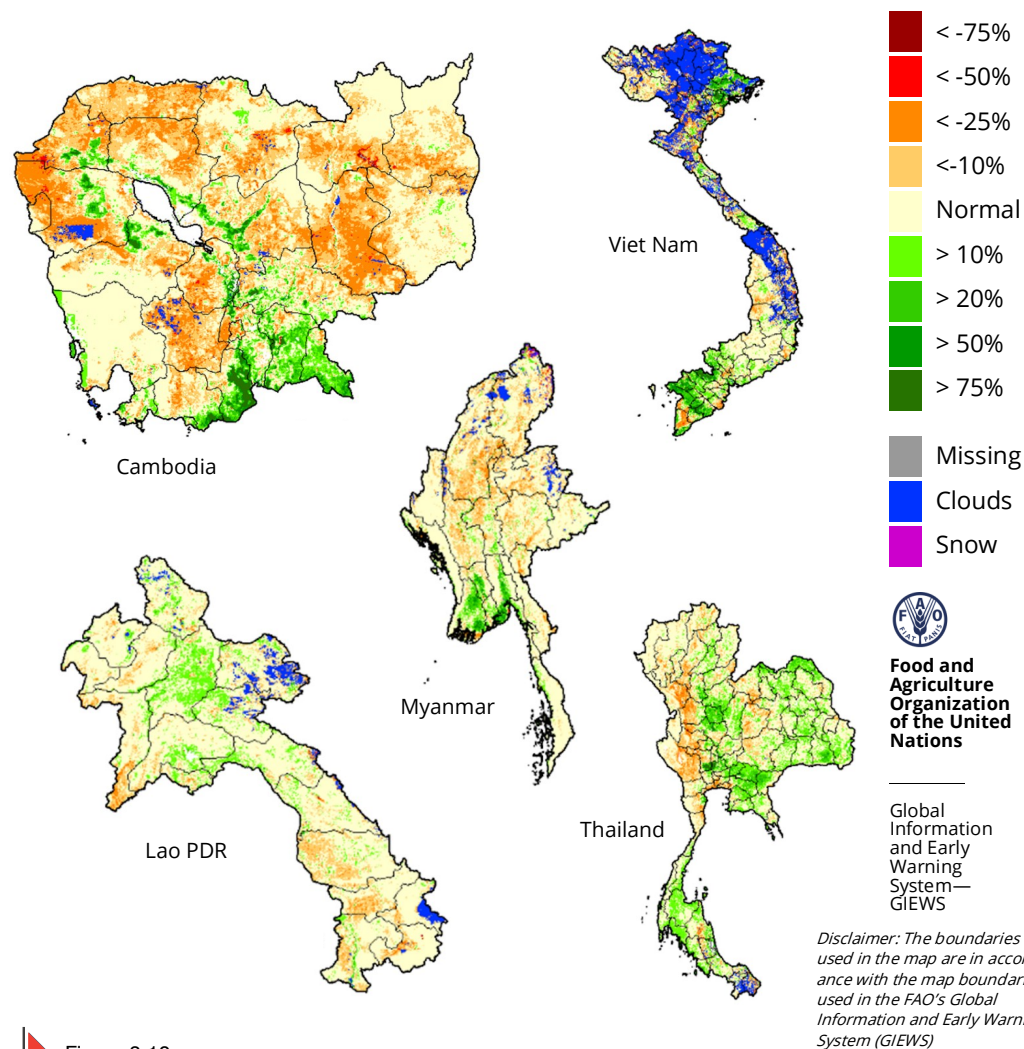 < -75%
< -50%
< -25%
<-10%
Normal
> 10%
> 20%
> 50%
> 75%
Missing
Clouds
Snow
Viet Nam
Cambodia
Myanmar
Lao PDR
Thailand
F A O
FIAT PANIS
Food and
Agriculture
Organization
of the United
Nations
Global
Information
and Early
Warning
System—
GIEWS
Disclaimer: The boundaries
used in the map are in accor
ance with the map boundar
used in the FAO's Global
Information and Early Warn
System (GIEWS)